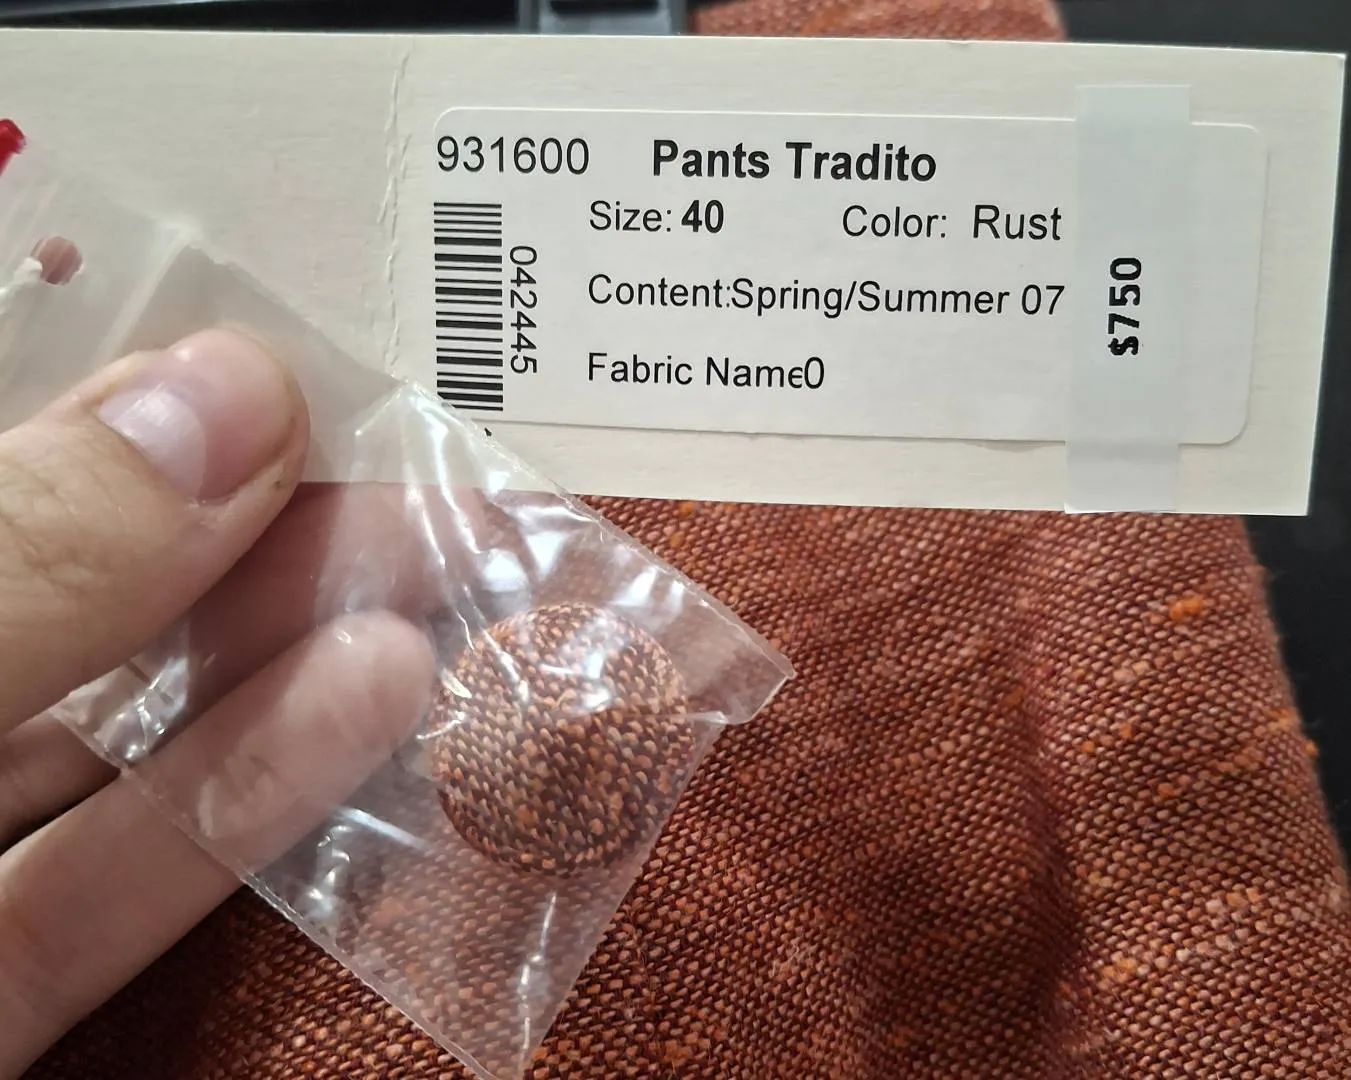 931600 Pants Tradito
Size: 40 Color: Rust
Content:Spring/Summer 07
Fabric Name0
042445
$750